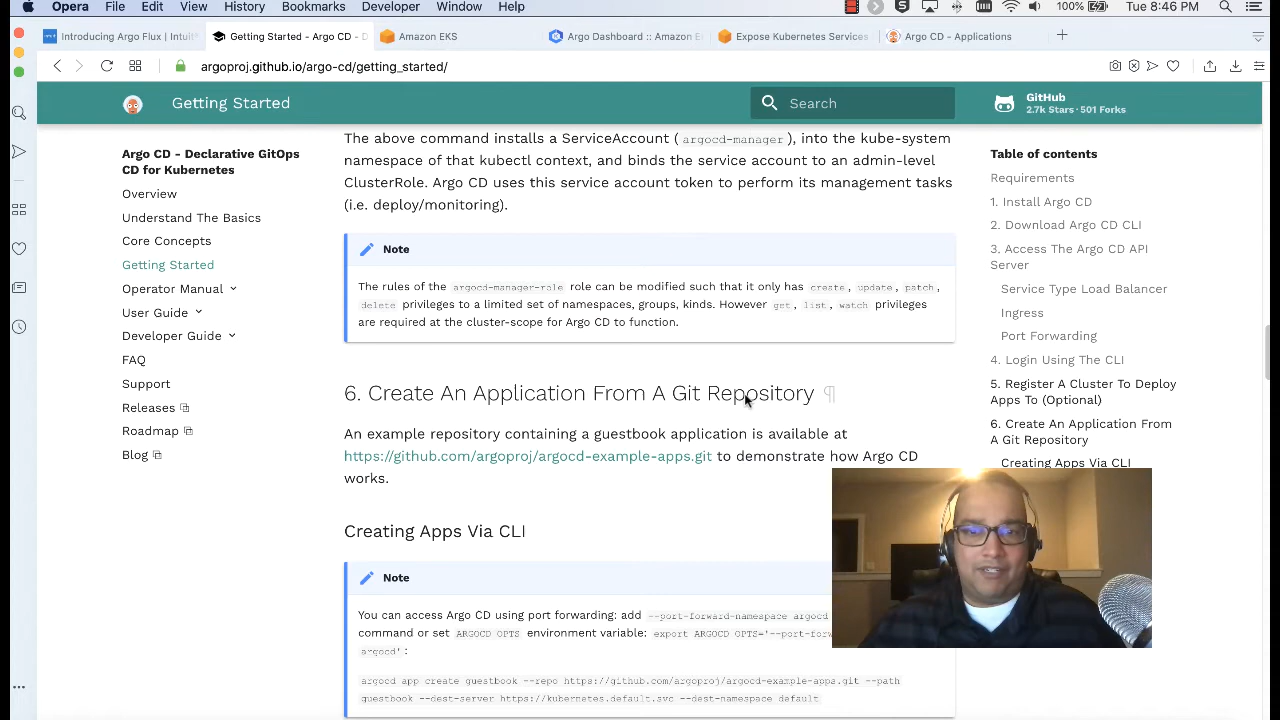 Opera File Edit View History Bookmarks Developer Window Help 100% Tue 8:46 PM
Introducing Argo Flux | Intuit Getting Started - Argo CD - D Amazon EKS Argo Dashboard :: Amazon E Expose Kubernetes Services Argo CD - Applications
argoproj.github.io/argo-cd/getting_started/
Getting Started
Search
GitHub
2.7k Stars · 501 Forks
Argo CD - Declarative GitOps
CD for Kubernetes
Overview
Understand The Basics
Core Concepts
Getting Started
Operator Manual
User Guide
Developer Guide
FAQ
Support
Releases
Roadmap
Blog
The above command installs a ServiceAccount ( argocd-manager ), into the kube-system
namespace of that kubectl context, and binds the service account to an admin-level
ClusterRole. Argo CD uses this service account token to perform its management tasks
(i.e. deploy/monitoring).
Note
The rules of the argocd-manager-role role can be modified such that it only has create, update, patch,
delete privileges to a limited set of namespaces, groups, kinds. However get, list, watch privileges
are required at the cluster-scope for Argo CD to function.
6. Create An Application From A Git Repository ¶
An example repository containing a guestbook application is available at
https://github.com/argoproj/argocd-example-apps.git to demonstrate how Argo CD
works.
Creating Apps Via CLI
Note
You can access Argo CD using port forwarding: add --port-forward-namespace argocd
command or set ARGOCD_OPTS environment variable: export ARGOCD_OPTS='--port-forw
argocd':
argocd app create guestbook --repo https://github.com/argoproj/argocd-example-apps.git --path
guestbook --dest-server https://kubernetes.default.svc --dest-namespace default
Table of contents
Requirements
1. Install Argo CD
2. Download Argo CD CLI
3. Access The Argo CD API
Server
Service Type Load Balancer
Ingress
Port Forwarding
4. Login Using The CLI
5. Register A Cluster To Deploy
Apps To (Optional)
6. Create An Application From
A Git Repository
Creating Apps Via CLI